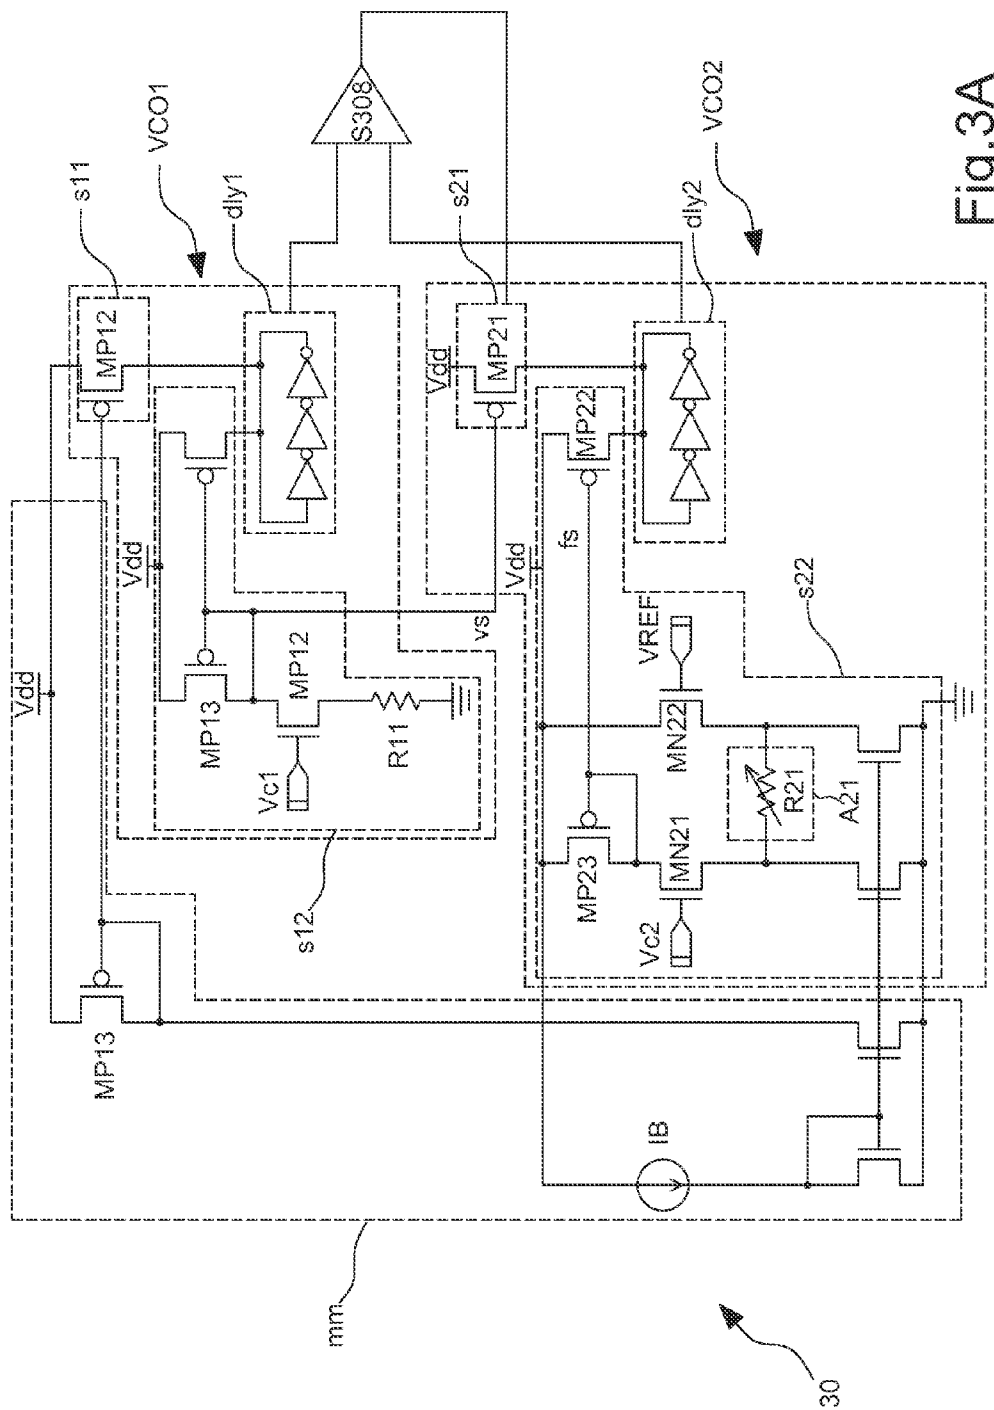 Fig.3A
VCO1
s11
dly1
S308
s21
VCO2
dly2
MP12
Vdd
MP21
MP22
Vdd
Vdd
fs
vs
Vdd
MP13
MP12
R11
Vc1
s12
VREF
s22
MN22
R21
A21
MP23
MN21
Vc2
MP13
IB
mm
30